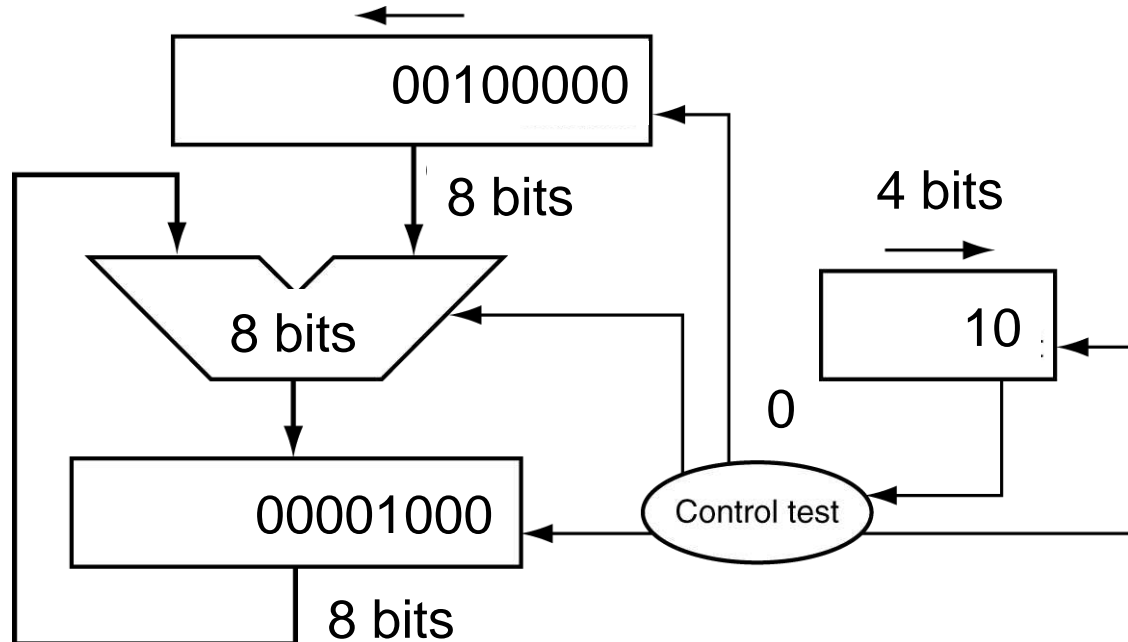 00100000
8 bits
4 bits
8 bits
10
0
00001000
Control test
8 bits